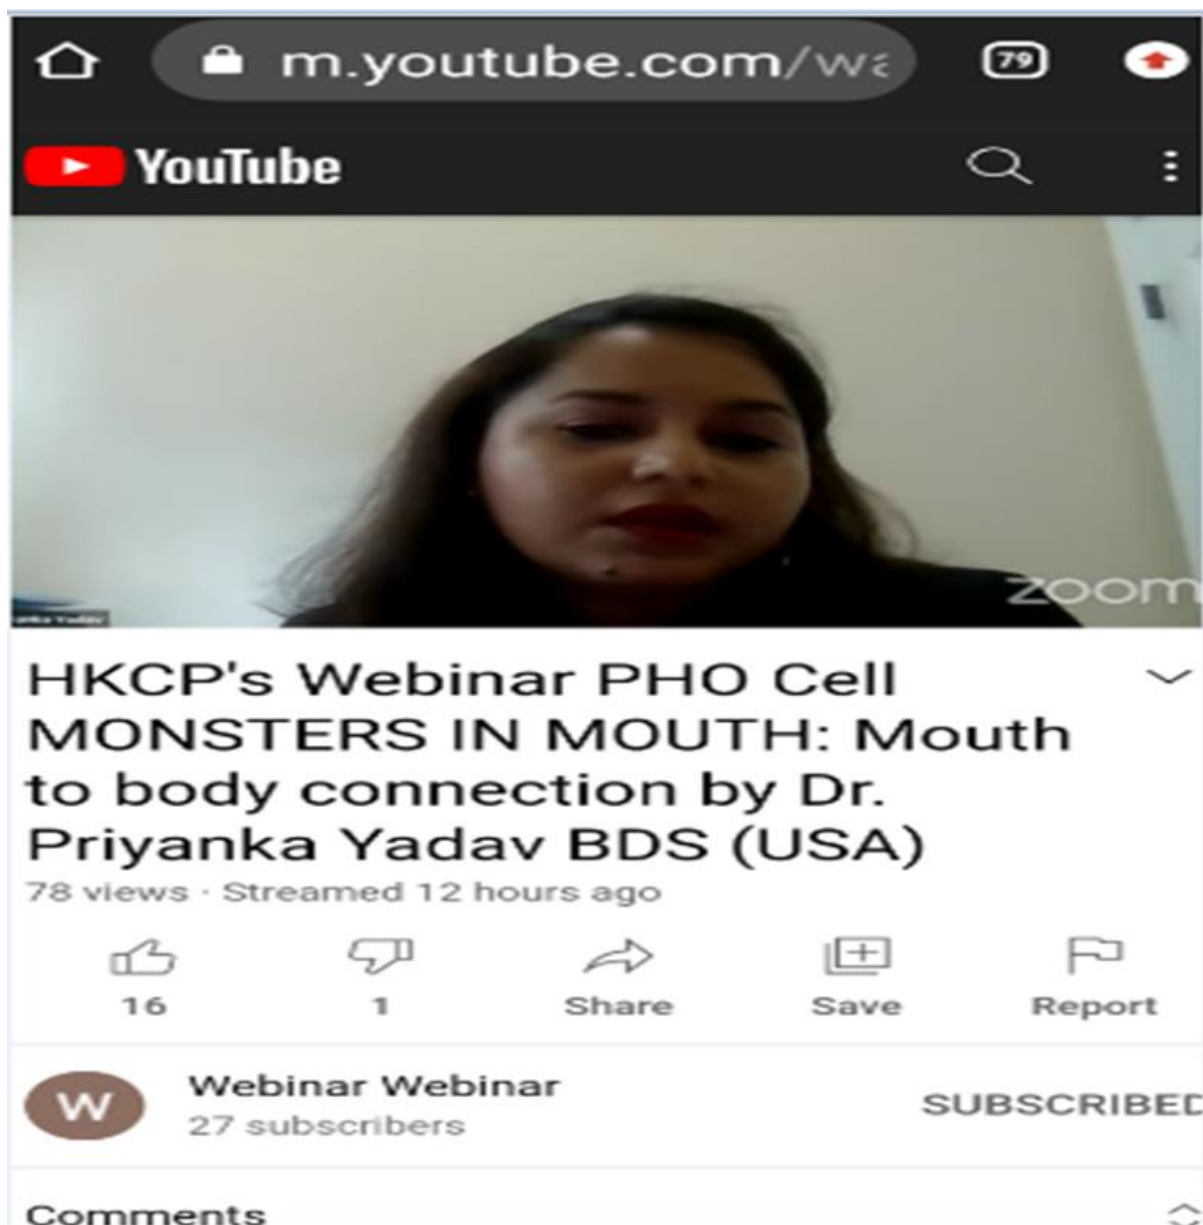 m.youtube.com/wa
79
YouTube
zoom
anka Yadav
HKCP's Webinar PHO Cell
MONSTERS IN MOUTH: Mouth
to body connection by Dr.
Priyanka Yadav BDS (USA)
78 views · Streamed 12 hours ago
16
1
Share
Save
Report
W
Webinar Webinar
27 subscribers
SUBSCRIBED
Comments